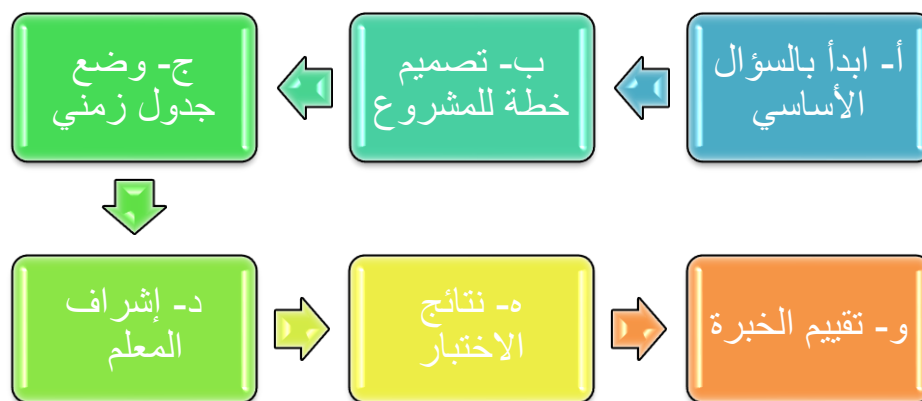 أ- ابدأ بالسؤال
الأساسي
ب- تصميم
خطة للمشروع
ج- وضع
جدول زمني
د- إشراف
المعلم
ه- نتائج
الاختبار
و- تقييم الخبرة